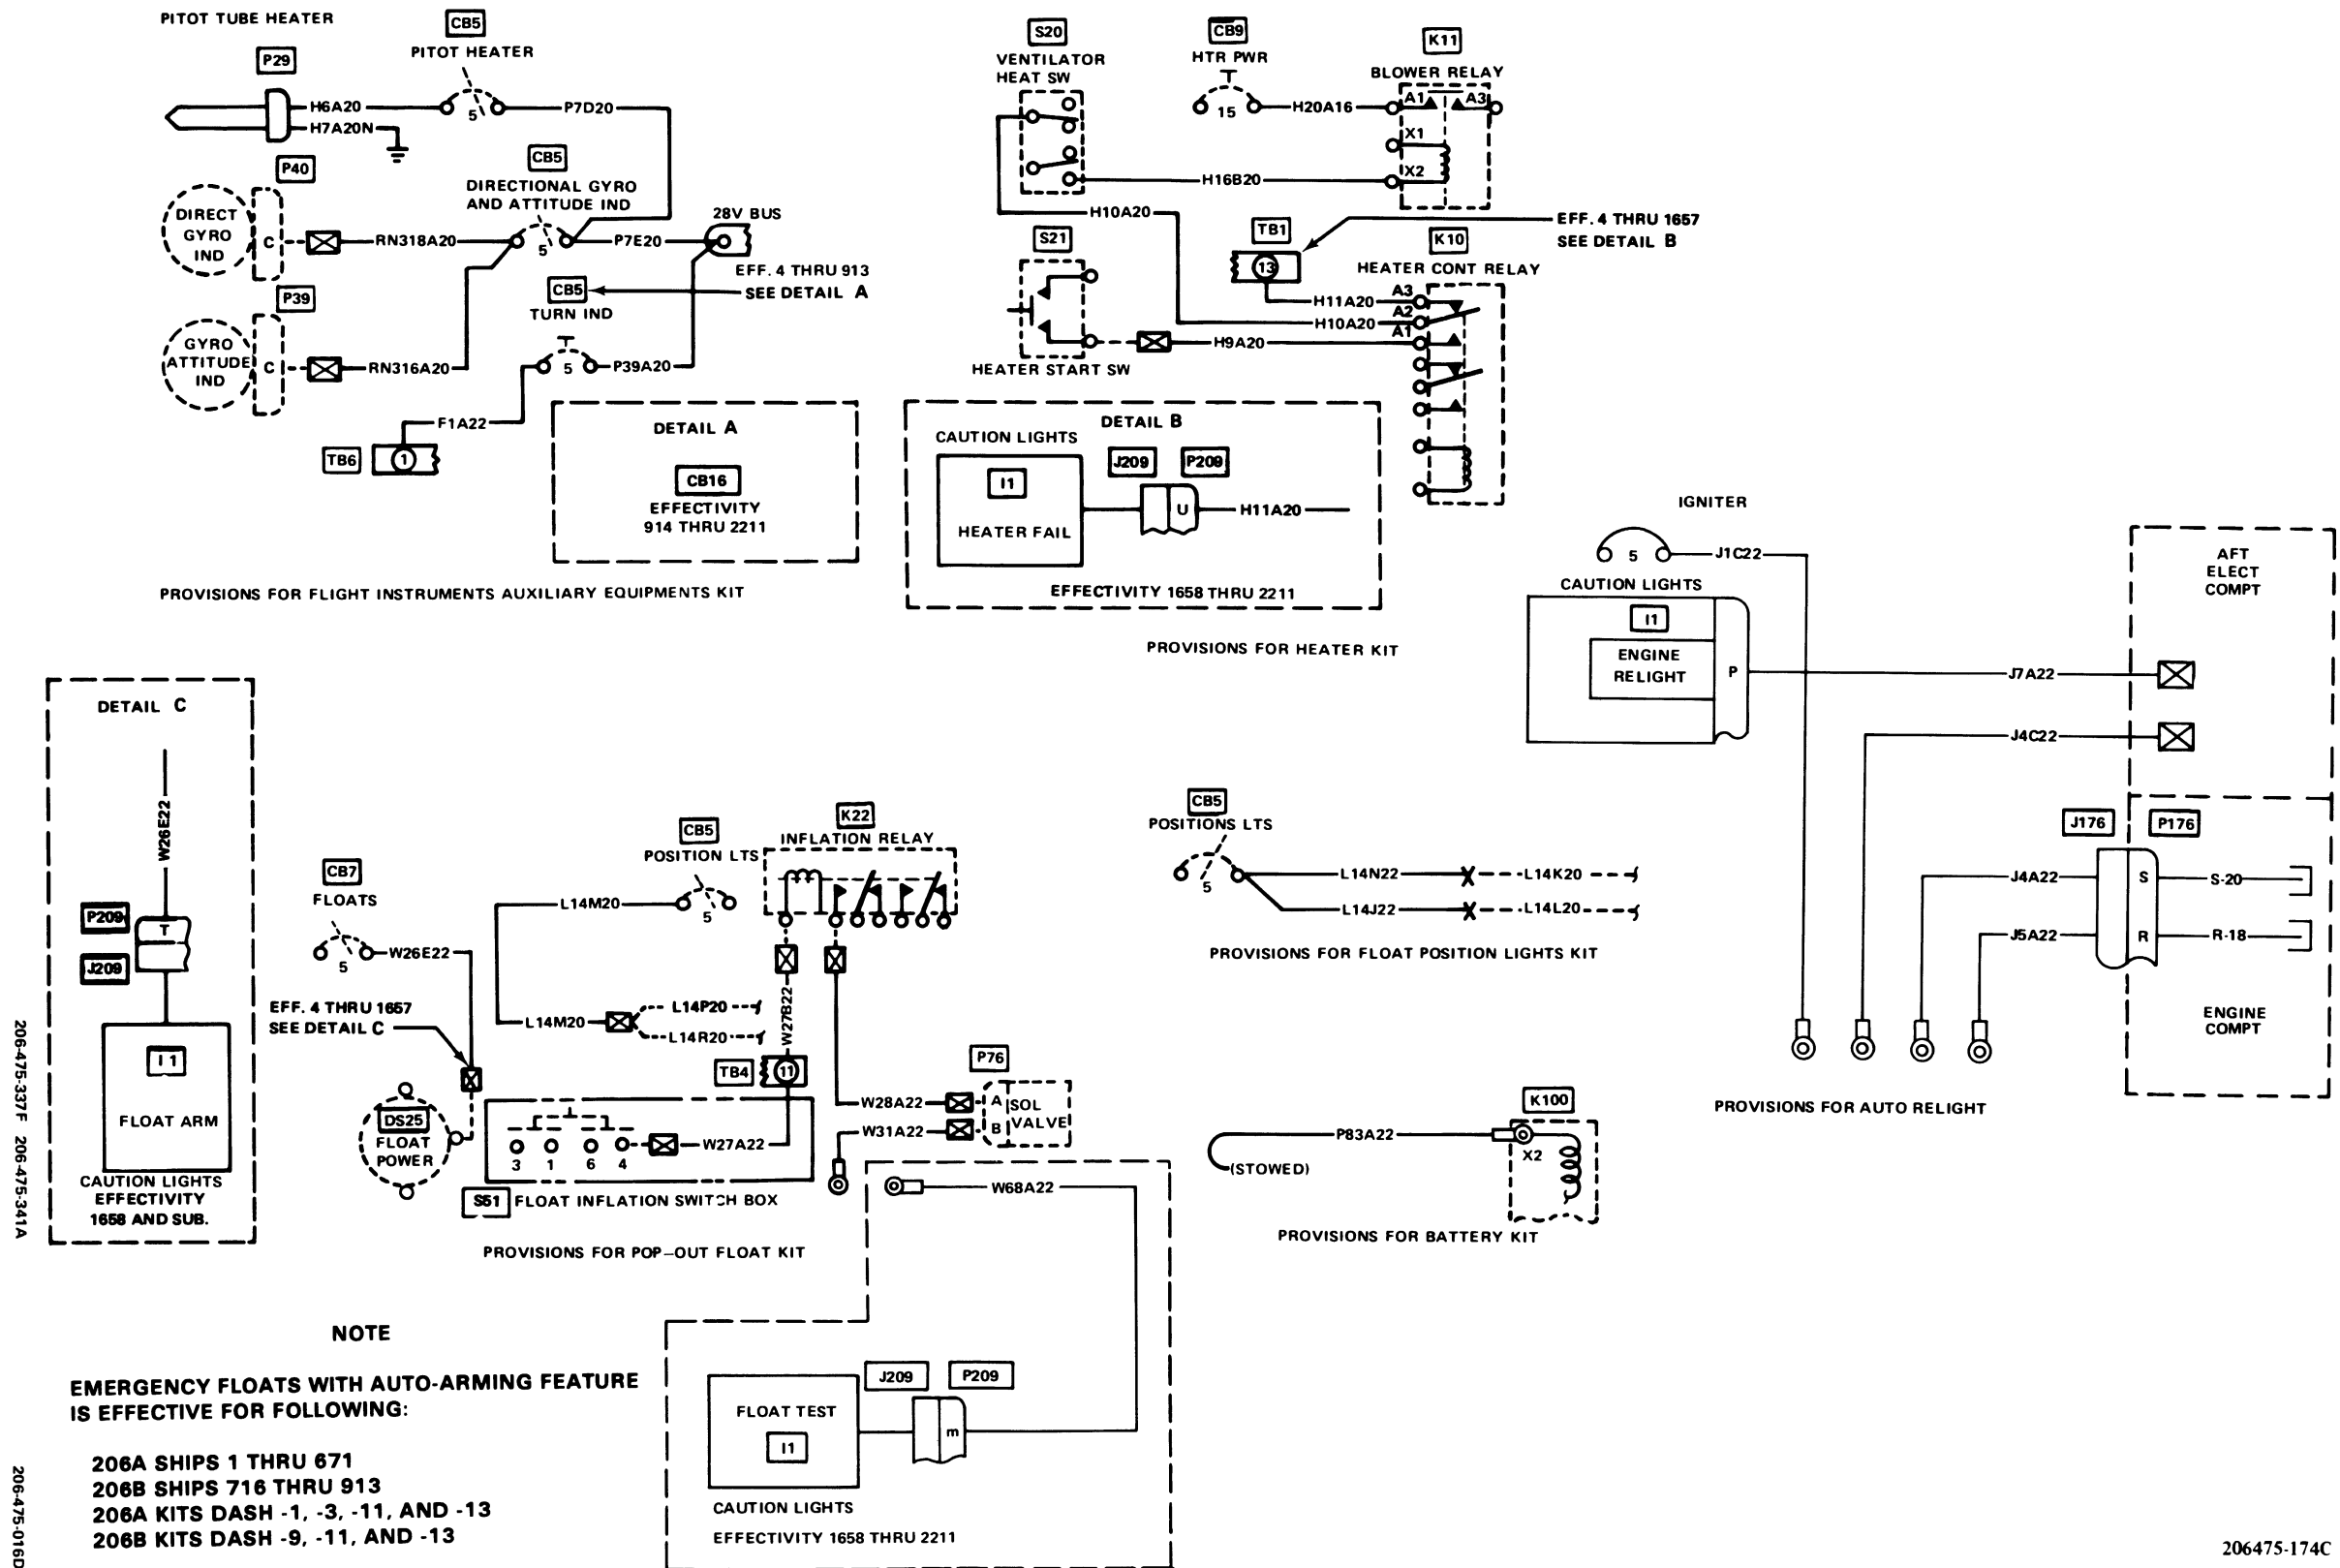 PITOT TUBE HEATER
P29
CB5
PITOT HEATER
H6A20
5
P7D20
H7A20N
P40
CB5
DIRECTIONAL GYRO
AND ATTITUDE IND
DIRECT
GYRO
IND
C
RN318A20
5
P7E20
28V BUS
EFF. 4 THRU 913
SEE DETAIL A
P39
CB5
TURN IND
GYRO
ATTITUDE
IND
C
RN316A20
5
P39A20
F1A22
TB6
1
DETAIL A
CB16
EFFECTIVITY
914 THRU 2211
PROVISIONS FOR FLIGHT INSTRUMENTS AUXILIARY EQUIPMENTS KIT
S20
VENTILATOR
HEAT SW
CB9
HTR PWR
15
H20A16
K11
BLOWER RELAY
A1
A3
X1
X2
H16B20
H10A20
S21
HEATER START SW
TB1
13
EFF. 4 THRU 1657
SEE DETAIL B
K10
HEATER CONT RELAY
H11A20
A3
H10A20
A2
A1
H9A20
DETAIL B
CAUTION LIGHTS
I1
HEATER FAIL
J209
P209
U
H11A20
EFFECTIVITY 1658 THRU 2211
PROVISIONS FOR HEATER KIT
IGNITER
5
J1C22
CAUTION LIGHTS
I1
ENGINE
RELIGHT
P
J7A22
J4C22
AFT
ELECT
COMPT
J176
P176
J4A22
S
S-20
J5A22
R
R-18
ENGINE
COMPT
PROVISIONS FOR AUTO RELIGHT
DETAIL C
W26E22
P209
T
J209
I1
FLOAT ARM
CAUTION LIGHTS
EFFECTIVITY
1658 AND SUB.
CB7
FLOATS
5
W26E22
EFF. 4 THRU 1657
SEE DETAIL C
DS25
FLOAT
POWER
CB5
POSITION LTS
5
L14M20
L14M20
L14P20
L14R20
K22
INFLATION RELAY
W27B22
TB4
11
3
1
6
4
W27A22
S51
FLOAT INFLATION SWITCH BOX
P76
W28A22
A
SOL
VALVE
W31A22
B
PROVISIONS FOR POP-OUT FLOAT KIT
W68A22
FLOAT TEST
I1
J209
P209
m
CAUTION LIGHTS
EFFECTIVITY 1658 THRU 2211
CB5
POSITIONS LTS
5
L14N22
L14K20
L14J22
L14L20
PROVISIONS FOR FLOAT POSITION LIGHTS KIT
K100
P83A22
(STOWED)
X2
PROVISIONS FOR BATTERY KIT
NOTE
EMERGENCY FLOATS WITH AUTO-ARMING FEATURE
IS EFFECTIVE FOR FOLLOWING:
206A SHIPS 1 THRU 671
206B SHIPS 716 THRU 913
206A KITS DASH -1, -3, -11, AND -13
206B KITS DASH -9, -11, AND -13
206-475-337F 206-475-341A
206-475-016D
206475-174C